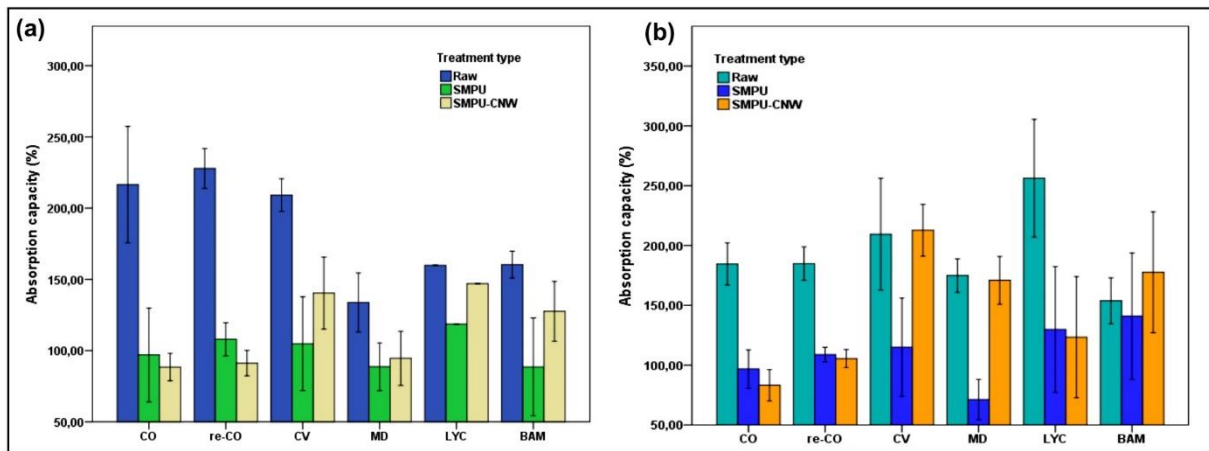 (a)
Treatment type
Raw
SMPU
SMPU-CNW
Absorption capacity (%)
300,00
250,00
200,00
150,00
100,00
50,00
CO re-CO CV MD LYC BAM
(b)
Treatment type
Raw
SMPU
SMPU-CNW
Absorption capacity (%)
350,00
300,00
250,00
200,00
150,00
100,00
50,00
CO re-CO CV MD LYC BAM